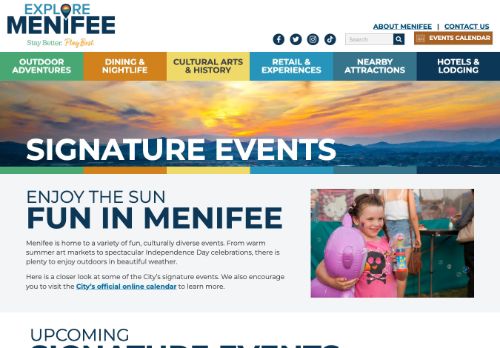 EXPLORE
MENIFEE
Stay Better. Play Best.
ABOUT MENIFEE | CONTACT US
Search
EVENTS CALENDAR
OUTDOOR
ADVENTURES
DINING &
NIGHTLIFE
CULTURAL ARTS
& HISTORY
RETAIL &
EXPERIENCES
NEARBY
ATTRACTIONS
HOTELS &
LODGING
SIGNATURE EVENTS
ENJOY THE SUN
FUN IN MENIFEE
Menifee is home to a variety of fun, culturally diverse events. From warm
summer art markets to spectacular Independence Day celebrations, there is
plenty to enjoy outdoors in beautiful weather.
Here is a closer look at some of the City's signature events. We also encourage
you to visit the City's official online calendar to learn more.
UPCOMING
SIGNATURE EVENTS